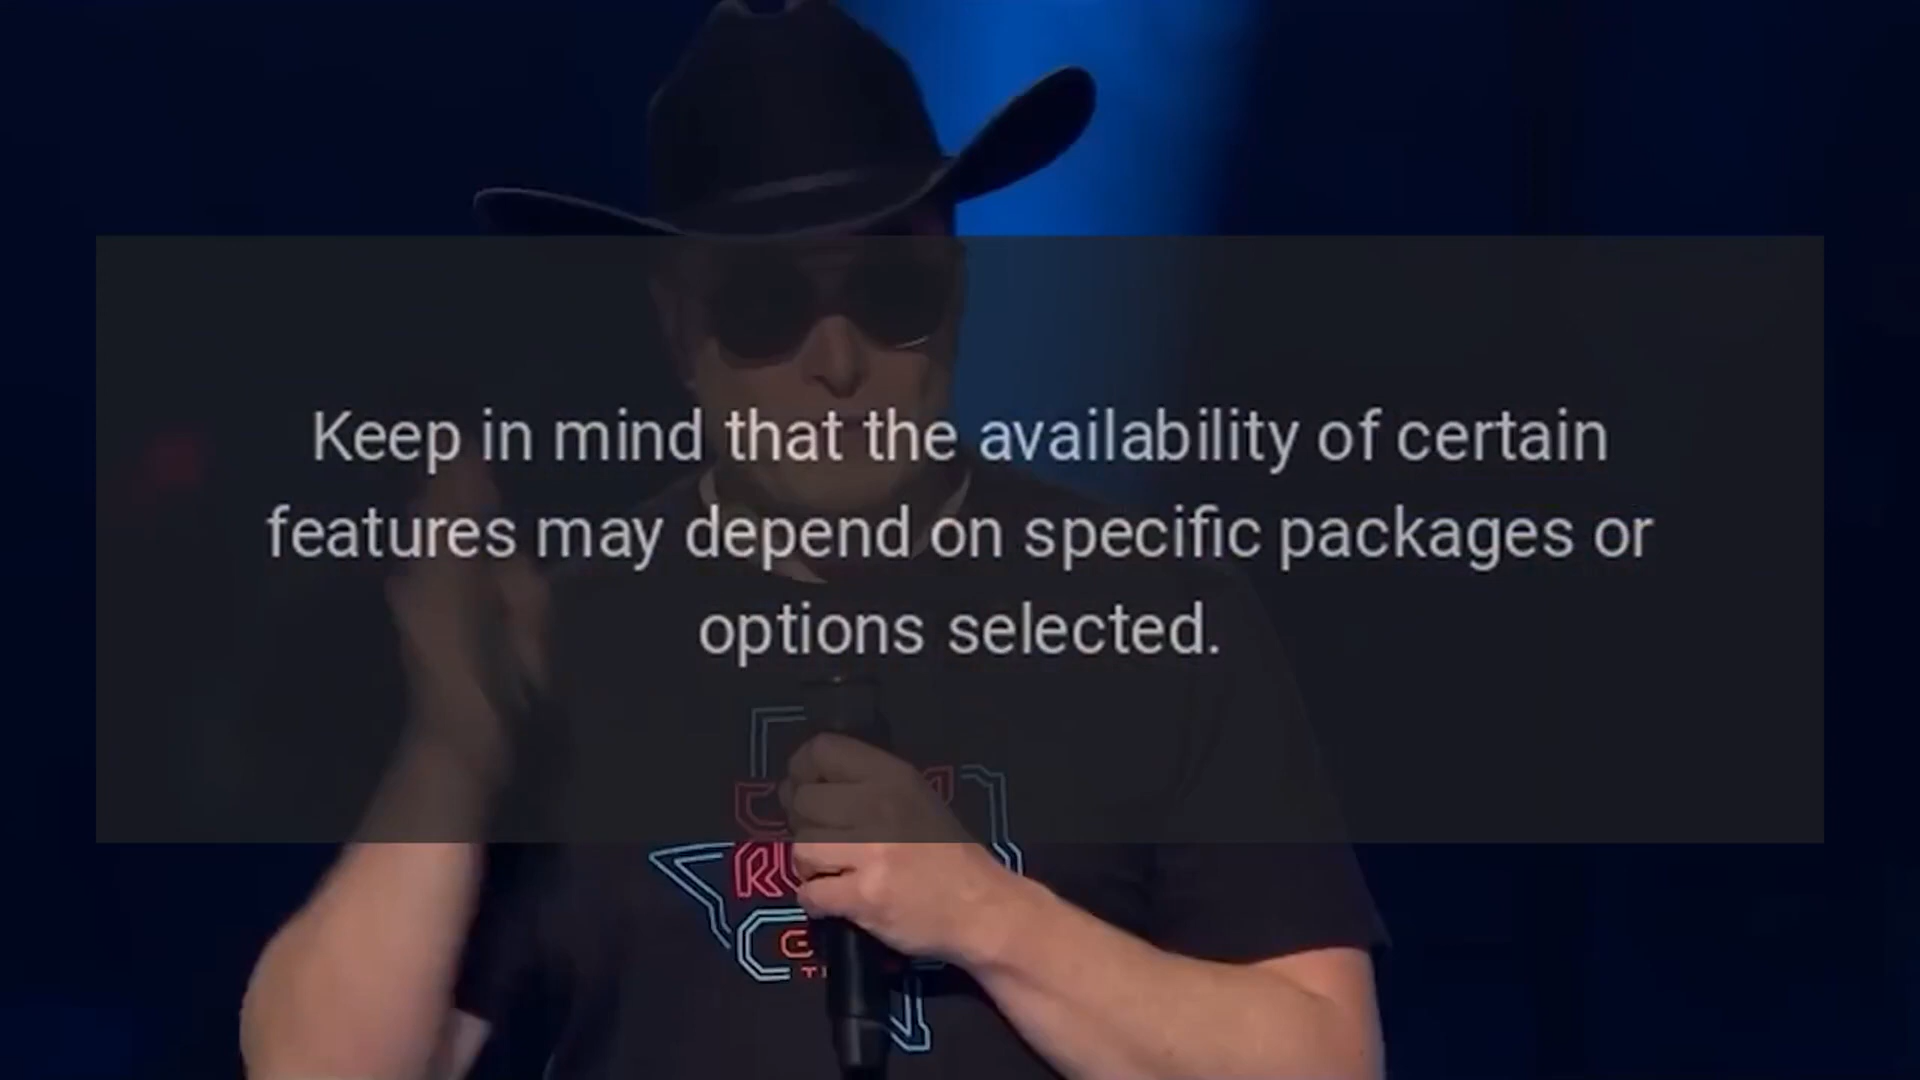 Keep in mind that the availability of certain
features may depend on specific packages or
options selected.